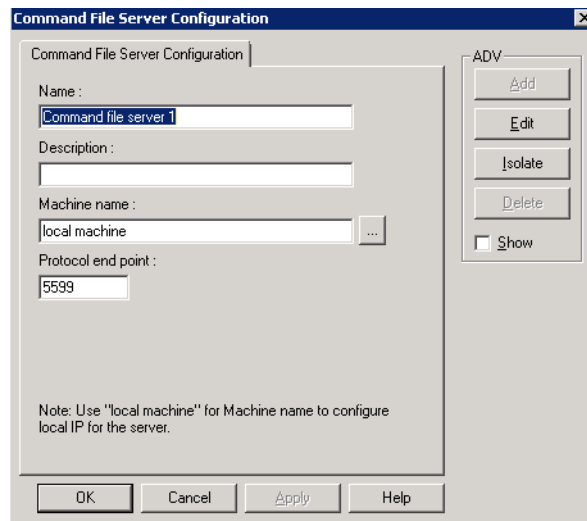 Command File Server Configuration
Command File Server Configuration
ADV
Add
Name :
Command file server 1
Edit
Description :
Isolate
Machine name :
Delete
local machine
...
Show
Protocol end point :
5599
Note: Use "local machine" for Machine name to configure
local IP for the server.
OK
Cancel
Apply
Help